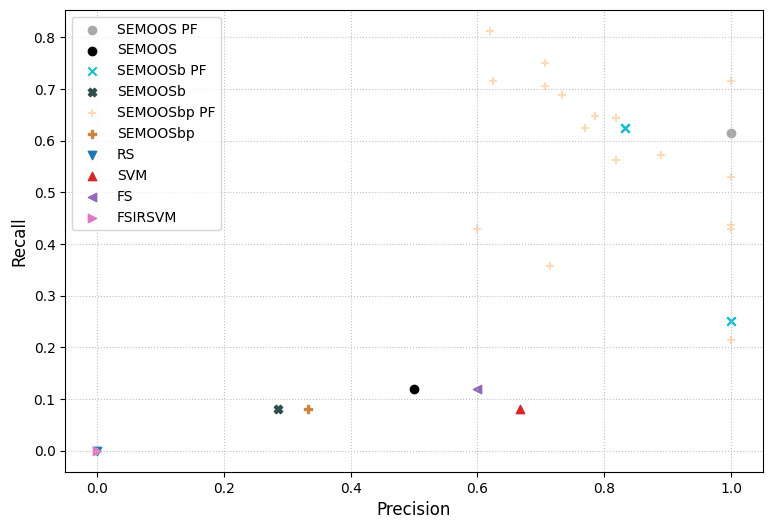 SEMOOS PF
SEMOOS
SEMOOSb PF
SEMOOSb
SEMOOSbp PF
SEMOOSbp
RS
SVM
FS
FSIRSVM
Recall
0.8
0.7
0.6
0.5
0.4
0.3
0.2
0.1
0.0
0.0 0.2 0.4 0.6 0.8 1.0
Precision